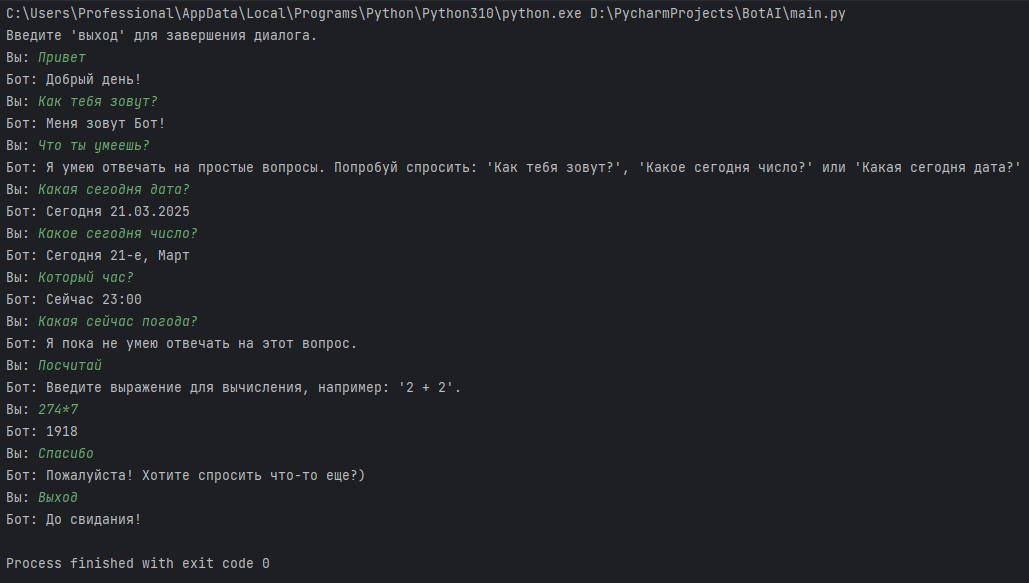 C:\Users\Professional\AppData\Local\Programs\Python\Python310\python.exe D:\PycharmProjects\BotAI\main.py
Введите 'выход' для завершения диалога.
Вы: Привет
Бот: Добрый день!
Вы: Как тебя зовут?
Бот: Меня зовут Бот!
Вы: Что ты умеешь?
Бот: Я умею отвечать на простые вопросы. Попробуй спросить: 'Как тебя зовут?', 'Какое сегодня число?' или 'Какая сегодня дата?'
Вы: Какая сегодня дата?
Бот: Сегодня 21.03.2025
Вы: Какое сегодня число?
Бот: Сегодня 21-е, Март
Вы: Который час?
Бот: Сейчас 23:00
Вы: Какая сейчас погода?
Бот: Я пока не умею отвечать на этот вопрос.
Вы: Посчитай
Бот: Введите выражение для вычисления, например: '2 + 2'.
Вы: 274*7
Бот: 1918
Вы: Спасибо
Бот: Пожалуйста! Хотите спросить что-то еще?)
Вы: Выход
Бот: До свидания!
Process finished with exit code 0